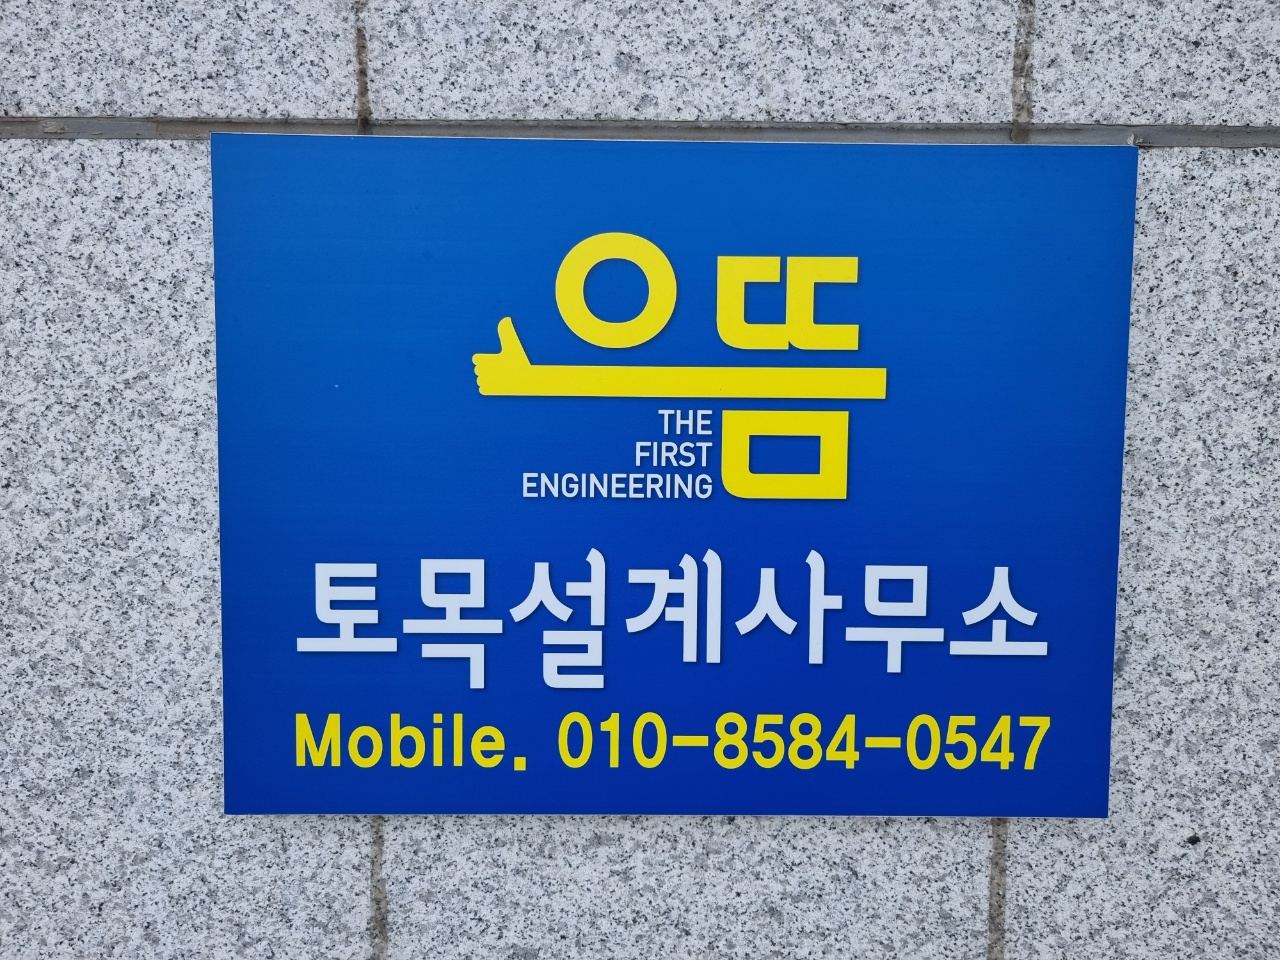 으뜸
THE
FIRST
ENGINEERING
토목설계사무소
Mobile. 010-8584-0547